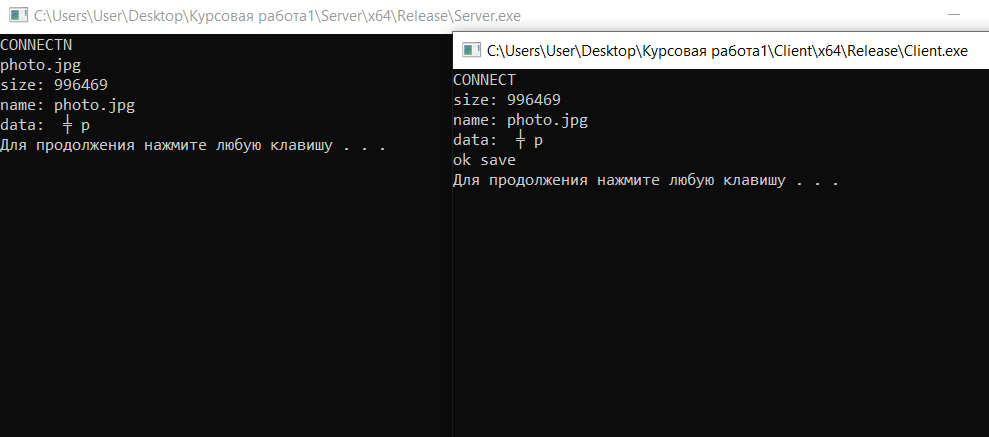 C:\Users\User\Desktop\Курсовая работа1\Server\x64\Release\Server.exe
CONNECTN
photo.jpg
size: 996469
name: photo.jpg
data:  ╪ p
Для продолжения нажмите любую клавишу . . .
C:\Users\User\Desktop\Курсовая работа1\Client\x64\Release\Client.exe
CONNECT
size: 996469
name: photo.jpg
data:  ╪ p
ok save
Для продолжения нажмите любую клавишу . . .